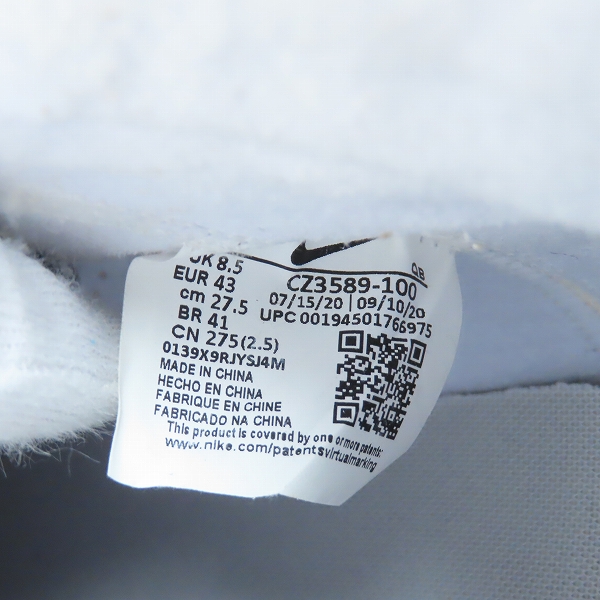 UK 8.5
EUR 43
cm 27.5
BR 41
CN 275(2.5)
0139X9RJYSJ4M
MADE IN CHINA
HECHO EN CHINA
FABRIQUE EN CHINE
FABRICADO NA CHINA
This product is covered by one or more patents:
www.nike.com/patentsvirtualmarking
QB
CZ3589-100
07/15/20 | 09/10/20
UPC 00194501766975